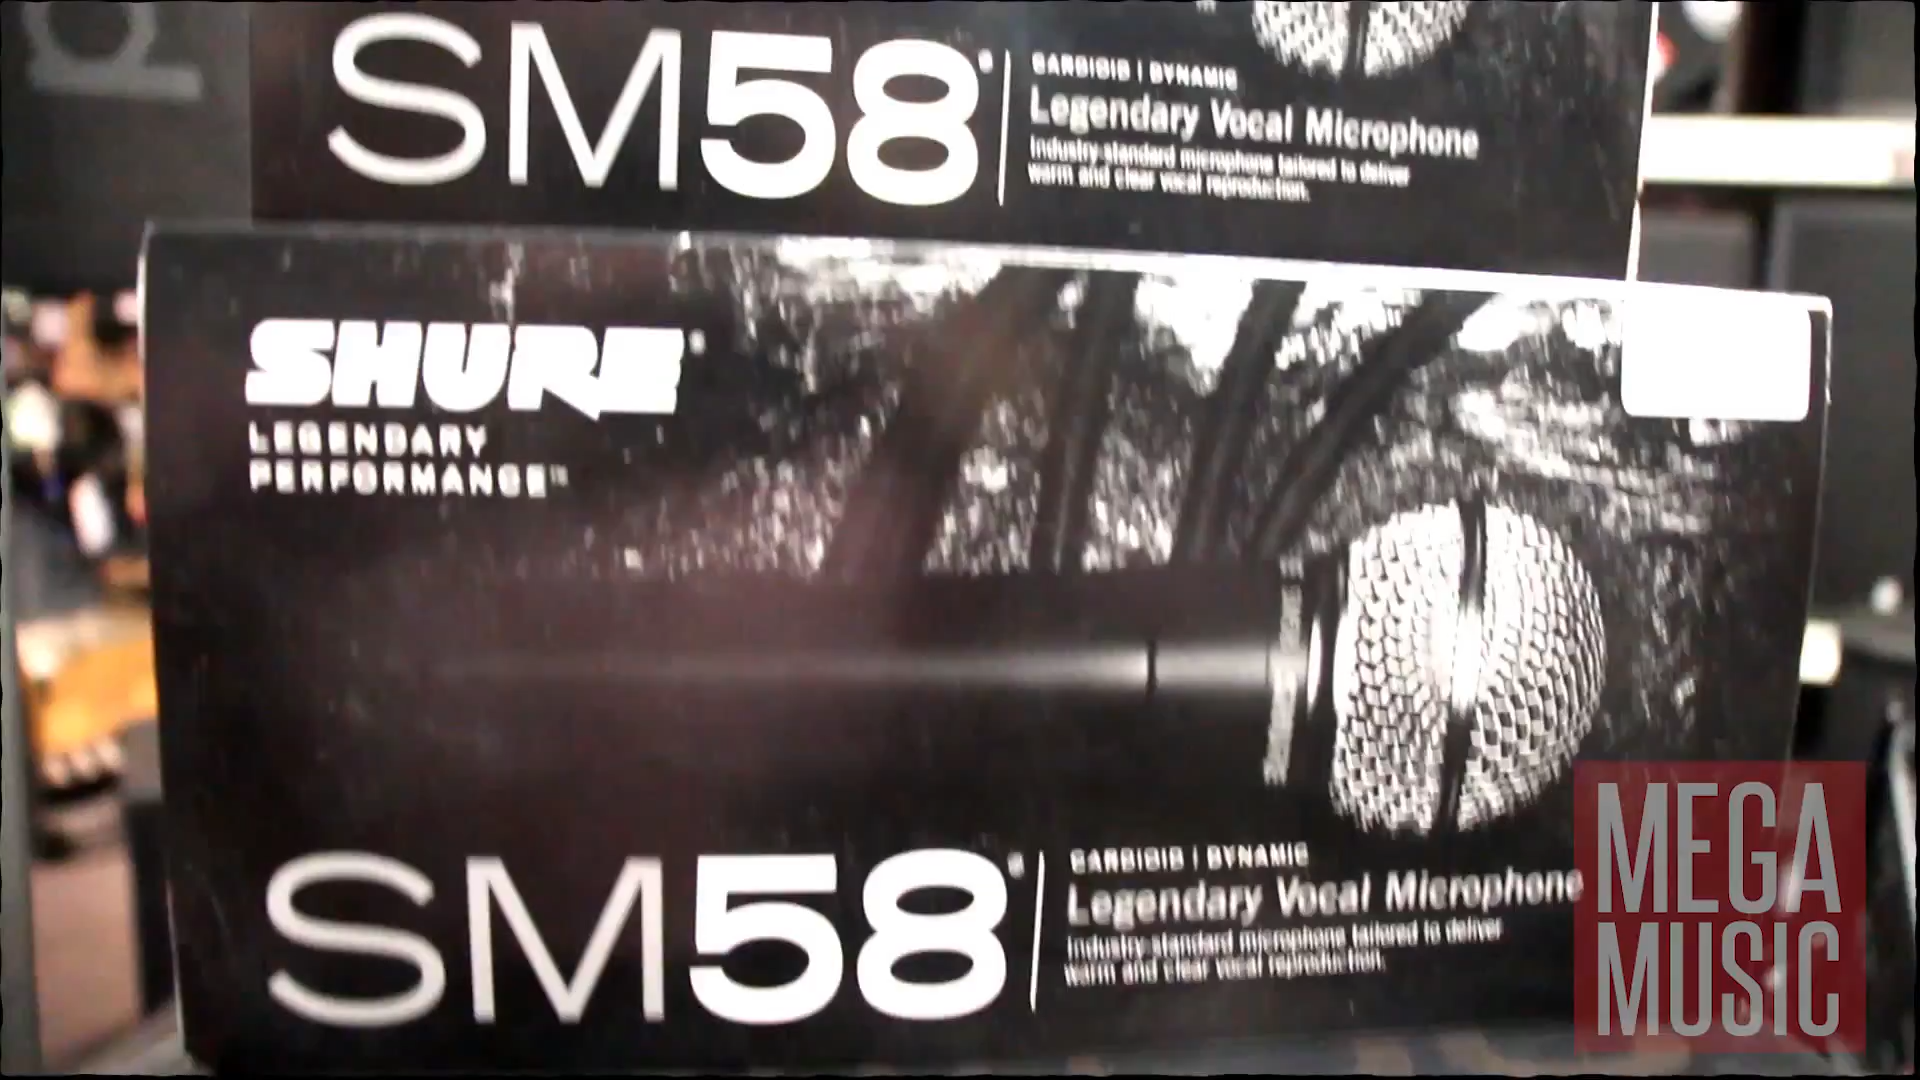 SM58®
CARDIOID | DYNAMIC
Legendary Vocal Microphone
Industry-standard microphone tailored to deliver
warm and clear vocal reproduction.
SHURE®
LEGENDARY
PERFORMANCE™
SM58®
CARDIOID | DYNAMIC
Legendary Vocal Microphone
Industry-standard microphone tailored to deliver
warm and clear vocal reproduction.
MEGA
MUSIC